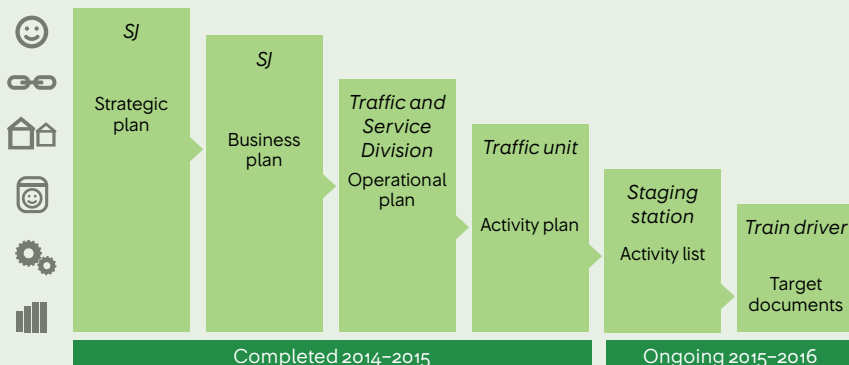 SJ
Strategic
plan
SJ
Business
plan
Traffic and
Service
Division
Operational
plan
Traffic unit
Activity plan
Staging
station
Activity list
Train driver
Target
documents
Completed 2014–2015
Ongoing 2015–2016